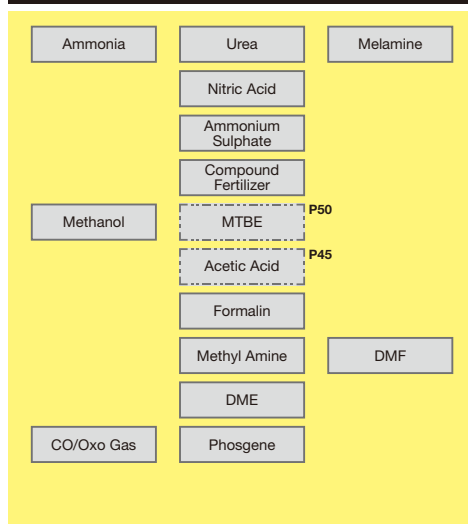 Ammonia
Urea
Melamine
Nitric Acid
Ammonium
Sulphate
Compound
Fertilizer
Methanol
MTBE
P50
Acetic Acid
P45
Formalin
Methyl Amine
DMF
DME
CO/Oxo Gas
Phosgene